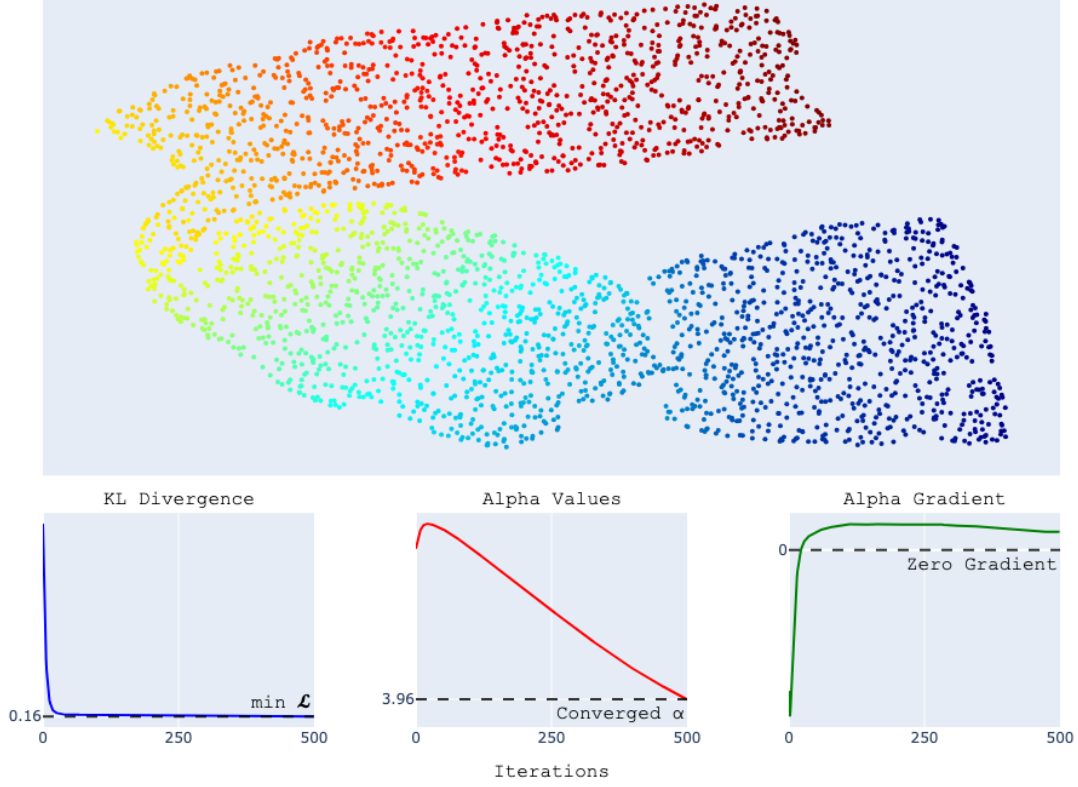 KL Divergence
Alpha Values
Alpha Gradient
min ℒ
0.16
0
250
500
3.96
Converged α
0
250
500
0
Zero Gradient
0
250
500
Iterations